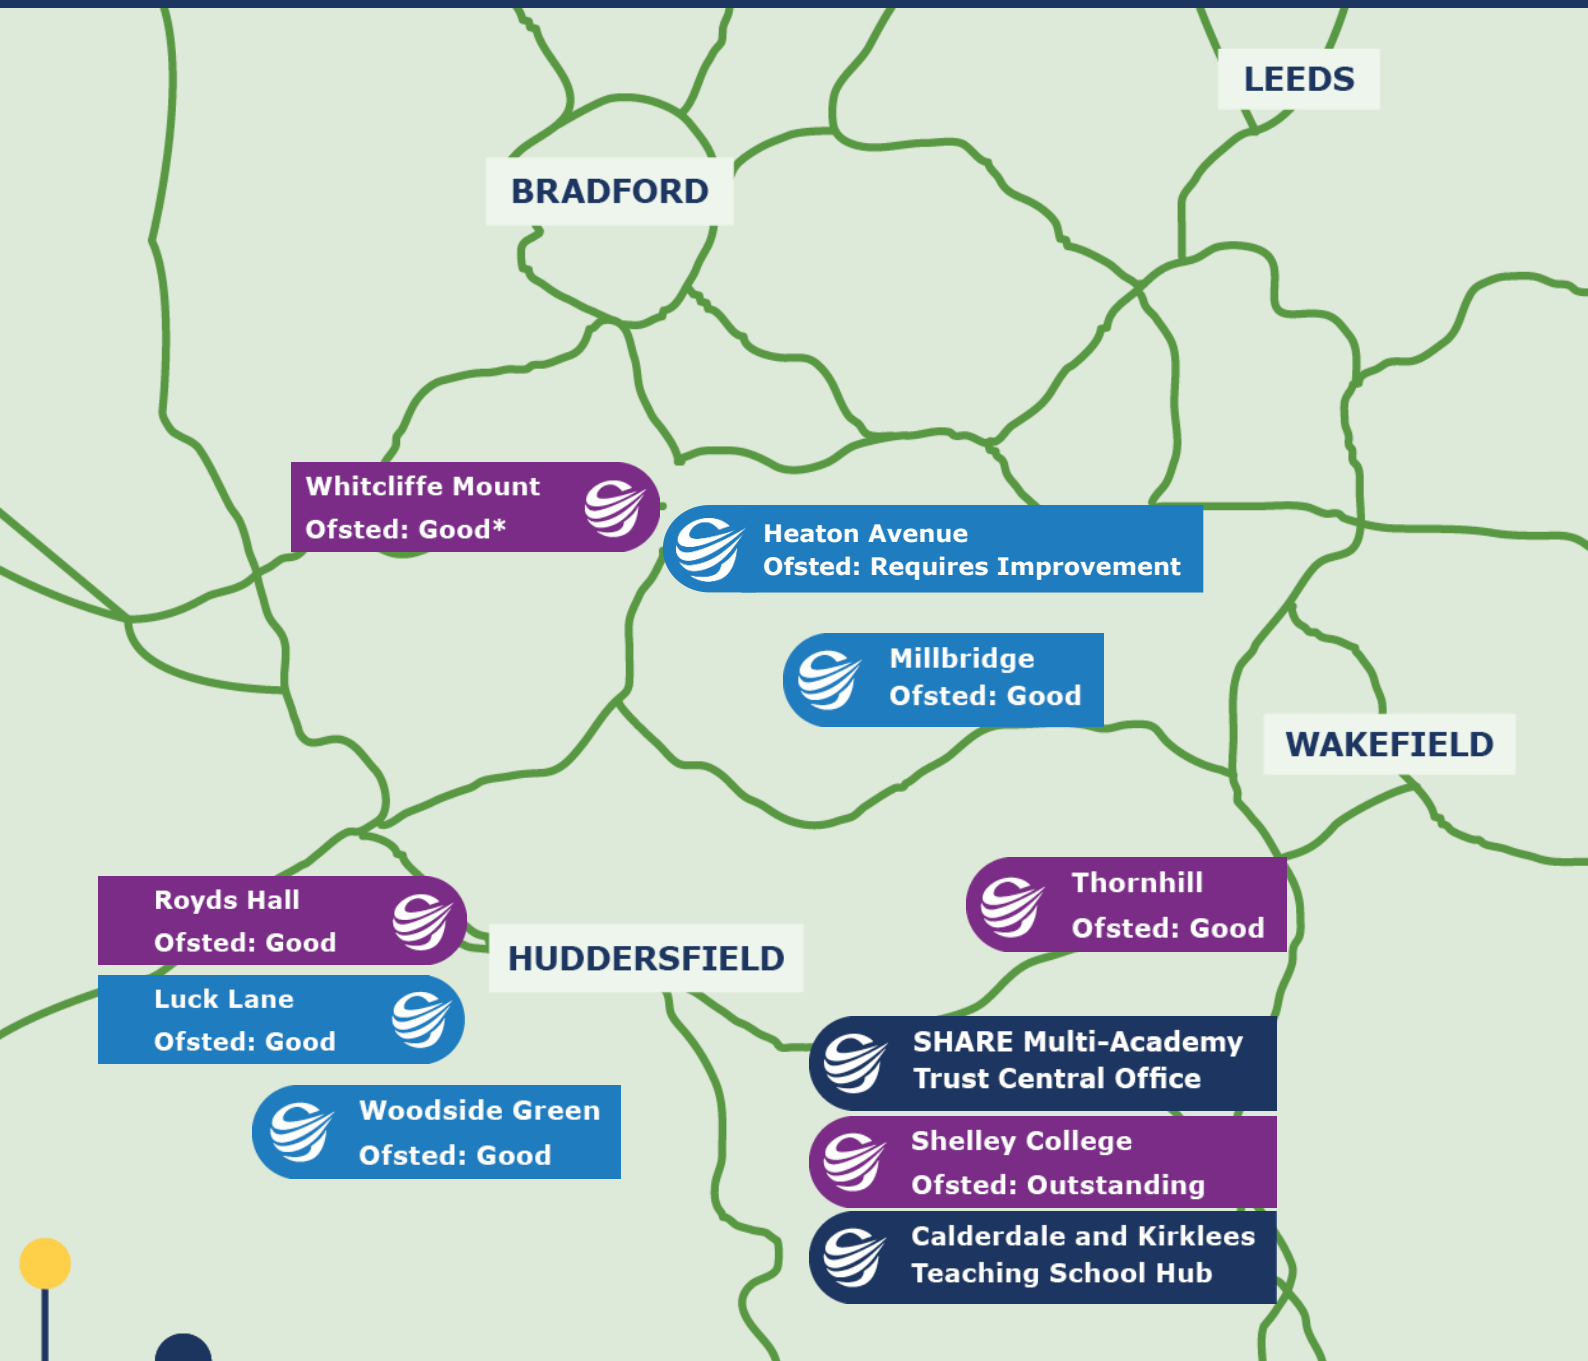 LEEDS
BRADFORD
Whitcliffe Mount
Ofsted: Good*
Heaton Avenue
Ofsted: Requires Improvement
Millbridge
Ofsted: Good
WAKEFIELD
Royds Hall
Ofsted: Good
Thornhill
Ofsted: Good
HUDDERSFIELD
Luck Lane
Ofsted: Good
SHARE Multi-Academy
Trust Central Office
Woodside Green
Ofsted: Good
Shelley College
Ofsted: Outstanding
Calderdale and Kirklees
Teaching School Hub